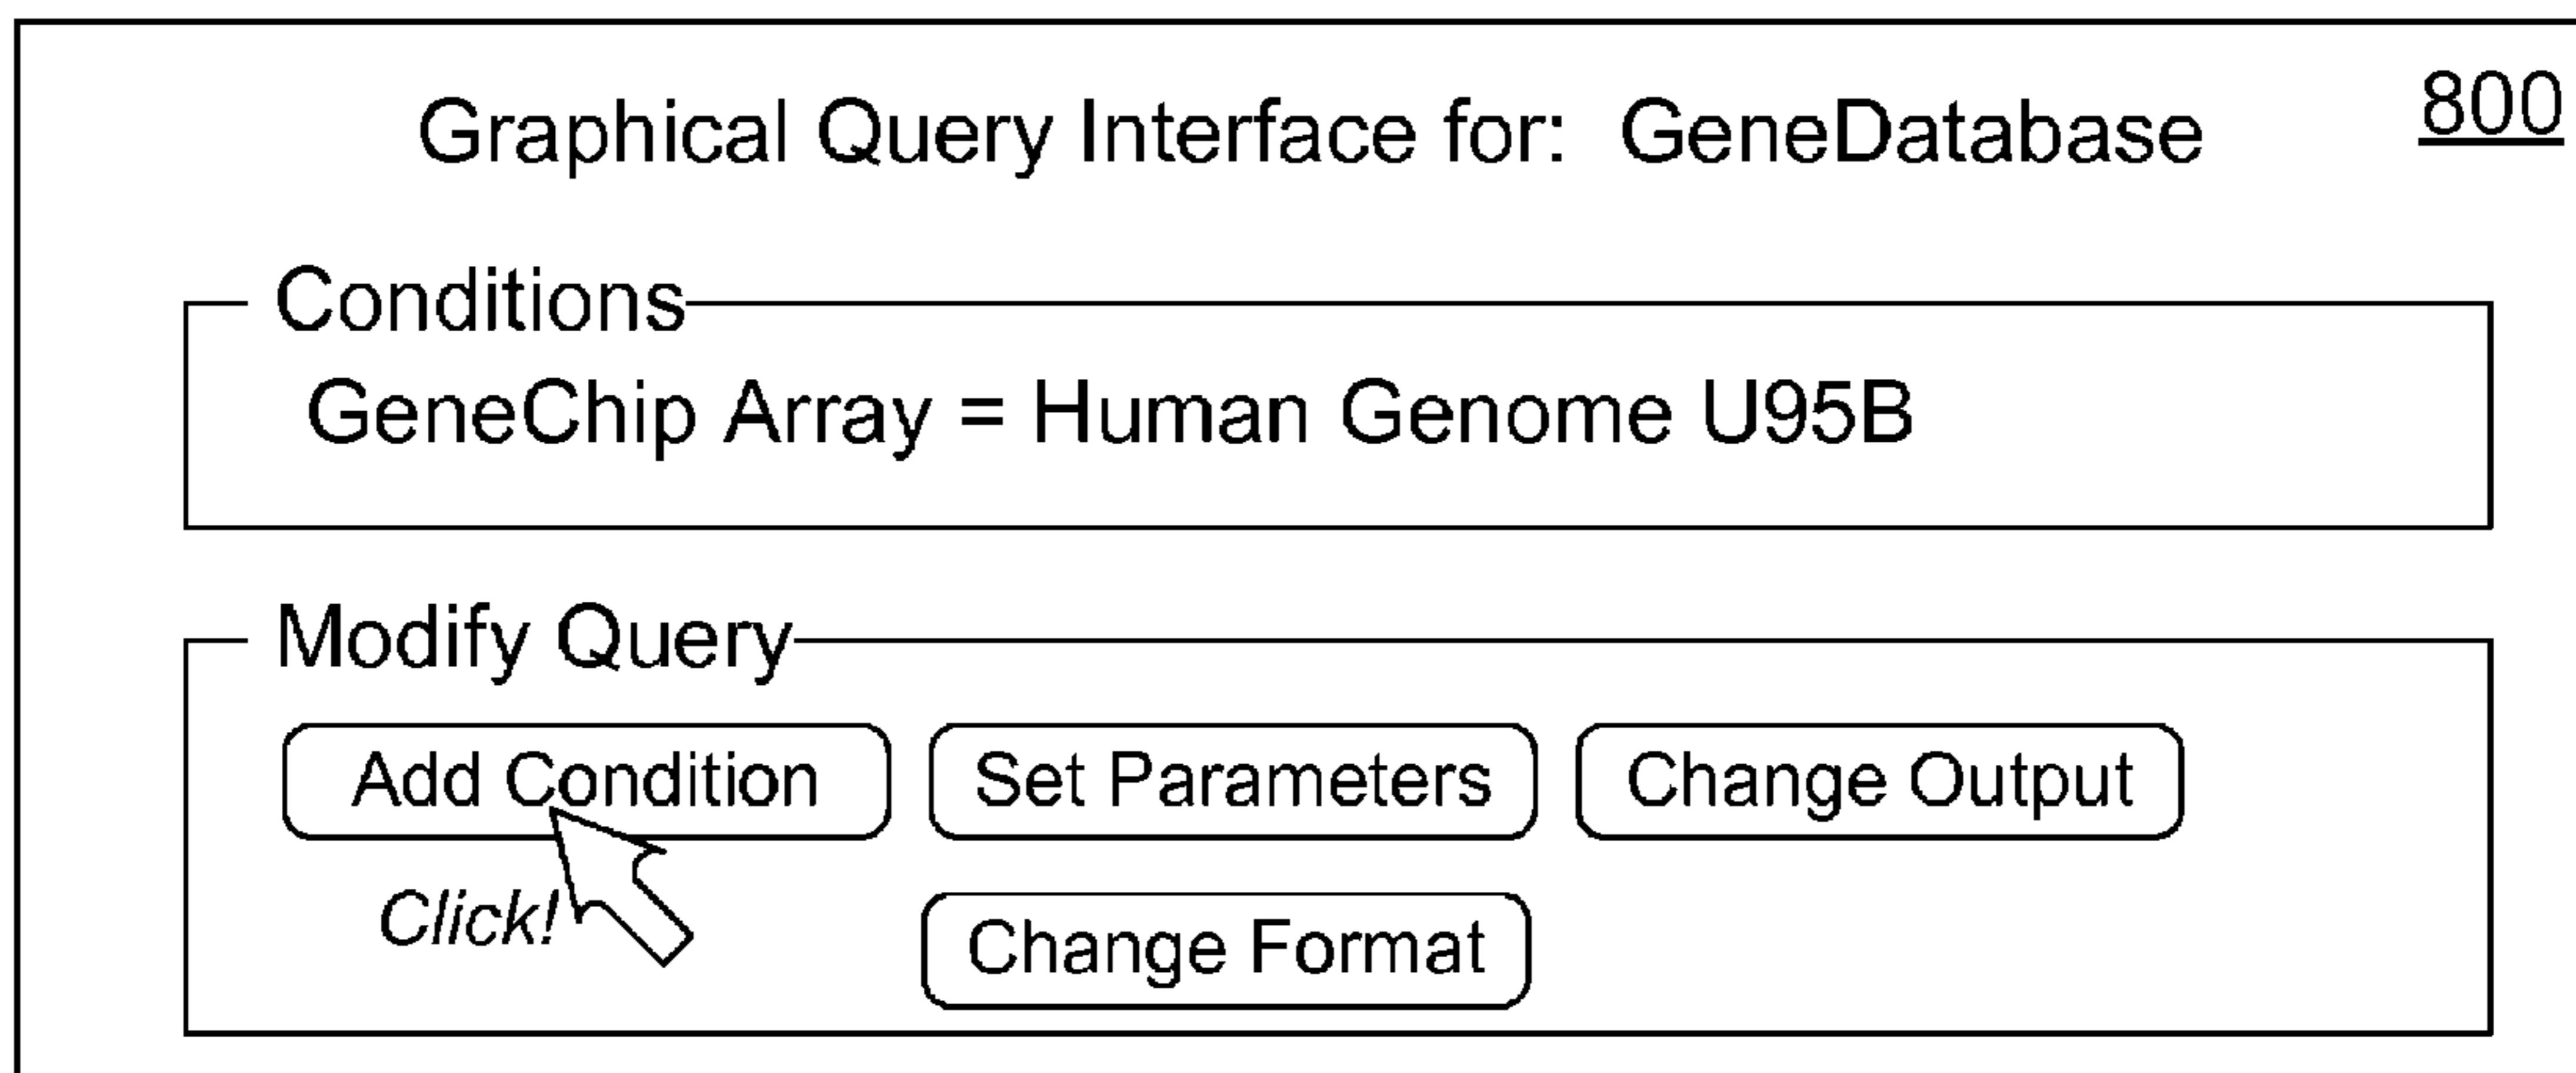 Graphical Query Interface for: GeneDatabase 800
Conditions
GeneChip Array = Human Genome U95B
Modify Query
Add Condition Set Parameters Change Output
Click! Change Format